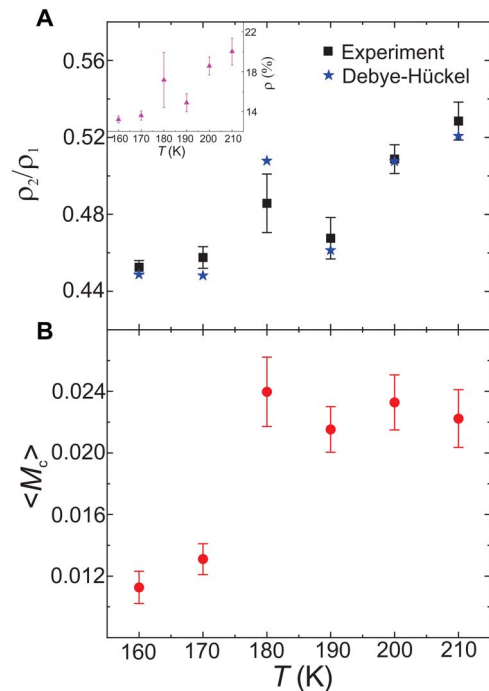 A
0.56
0.52
0.48
0.44
ρ₂/ρ₁
22
18
14
ρ (%)
160 170 180 190 200 210
T (K)
Experiment
Debye-Hückel
B
0.024
0.020
0.016
0.012
<M_c>
160 170 180 190 200 210
T (K)